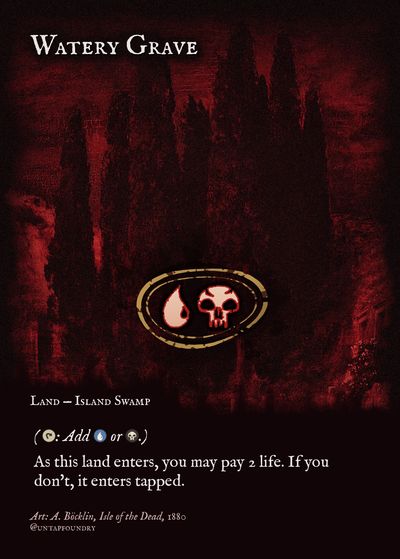 Watery Grave
Land — Island Swamp
(: Add or .)
As this land enters, you may pay 2 life. If you
don't, it enters tapped.
Art: A. Böcklin, Isle of the Dead, 1880
@untapfoundry